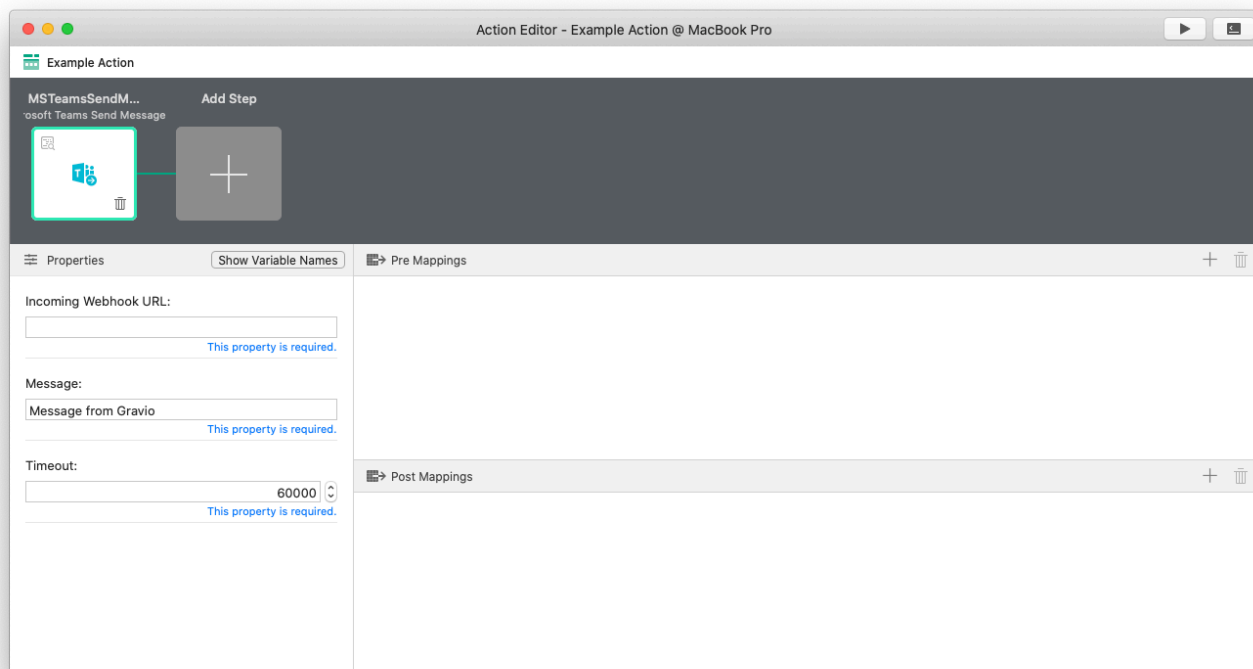 Action Editor - Example Action @ MacBook Pro
Example Action
MSTeamsSendM...
Add Step
rosoft Teams Send Message
Properties
Show Variable Names
Pre Mappings
Incoming Webhook URL:
This property is required.
Message:
Message from Gravio
This property is required.
Timeout:
60000
This property is required.
Post Mappings